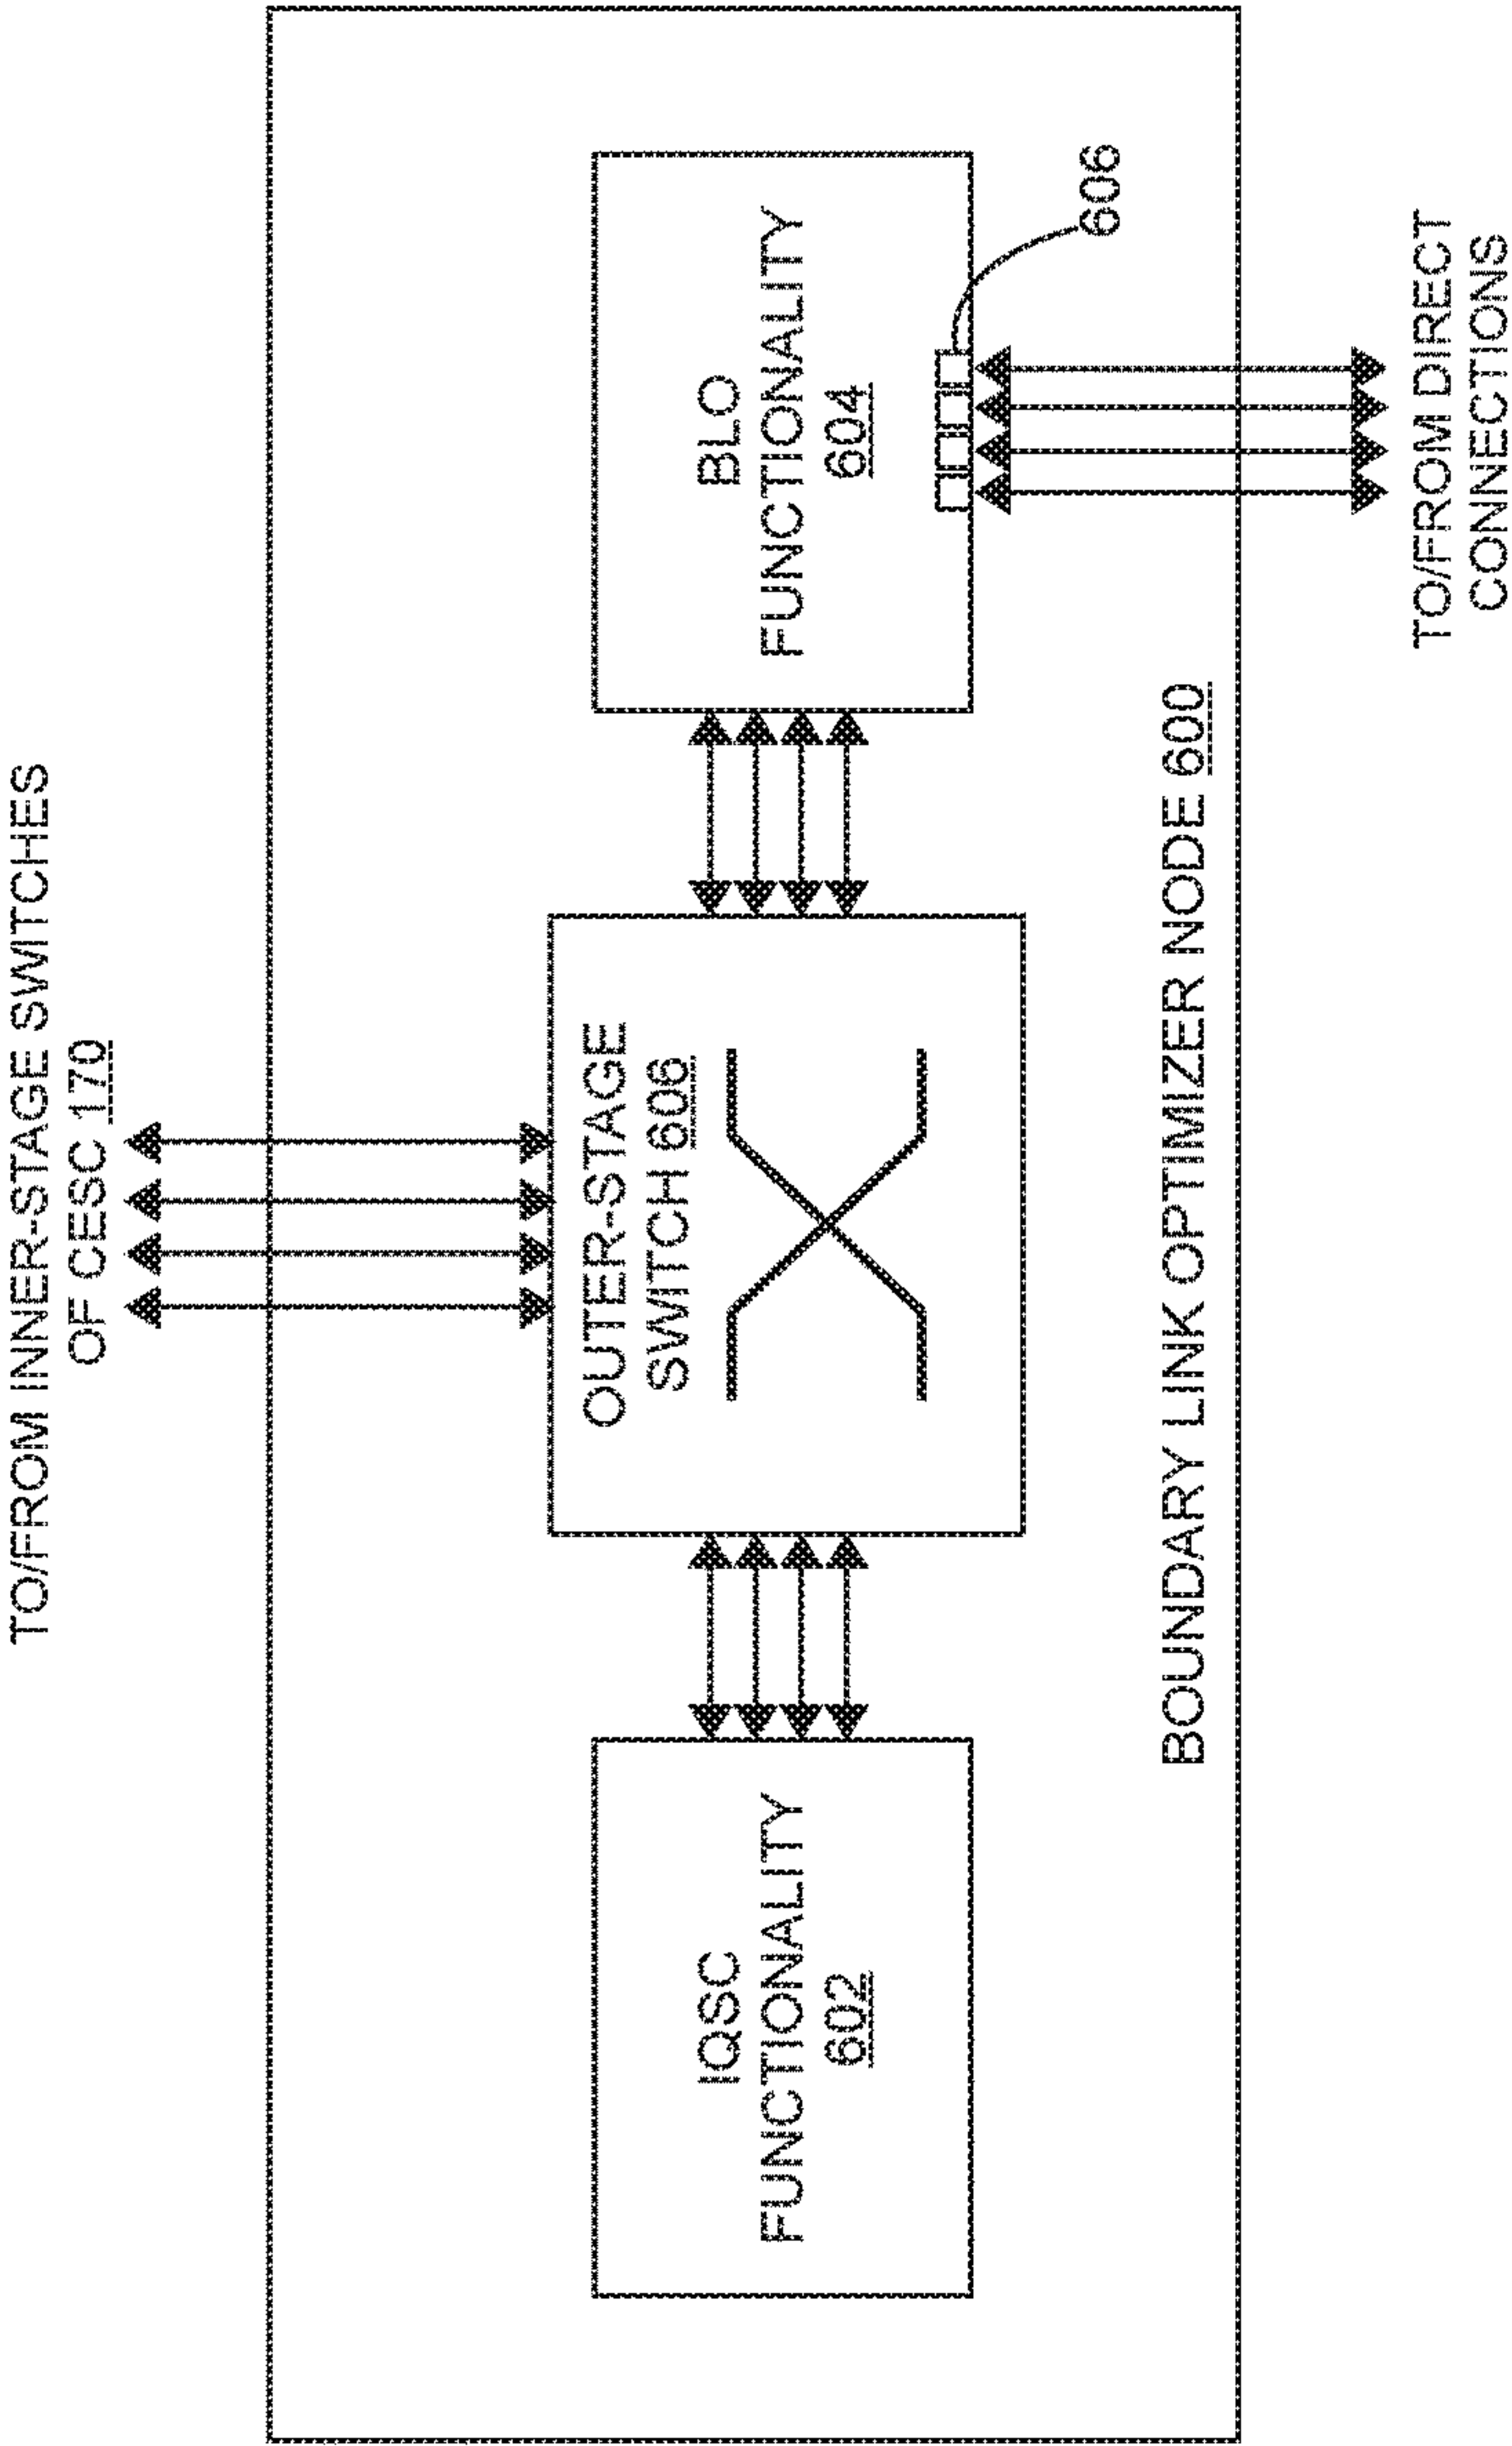 TO/FROM INNER-STAGE SWITCHES
OF CESC 170
IQSC
FUNCTIONALITY
602
OUTER-STAGE
SWITCH 606
BLO
FUNCTIONALITY
604
606
BOUNDARY LINK OPTIMIZER NODE 600
TO/FROM DIRECT
CONNECTIONS